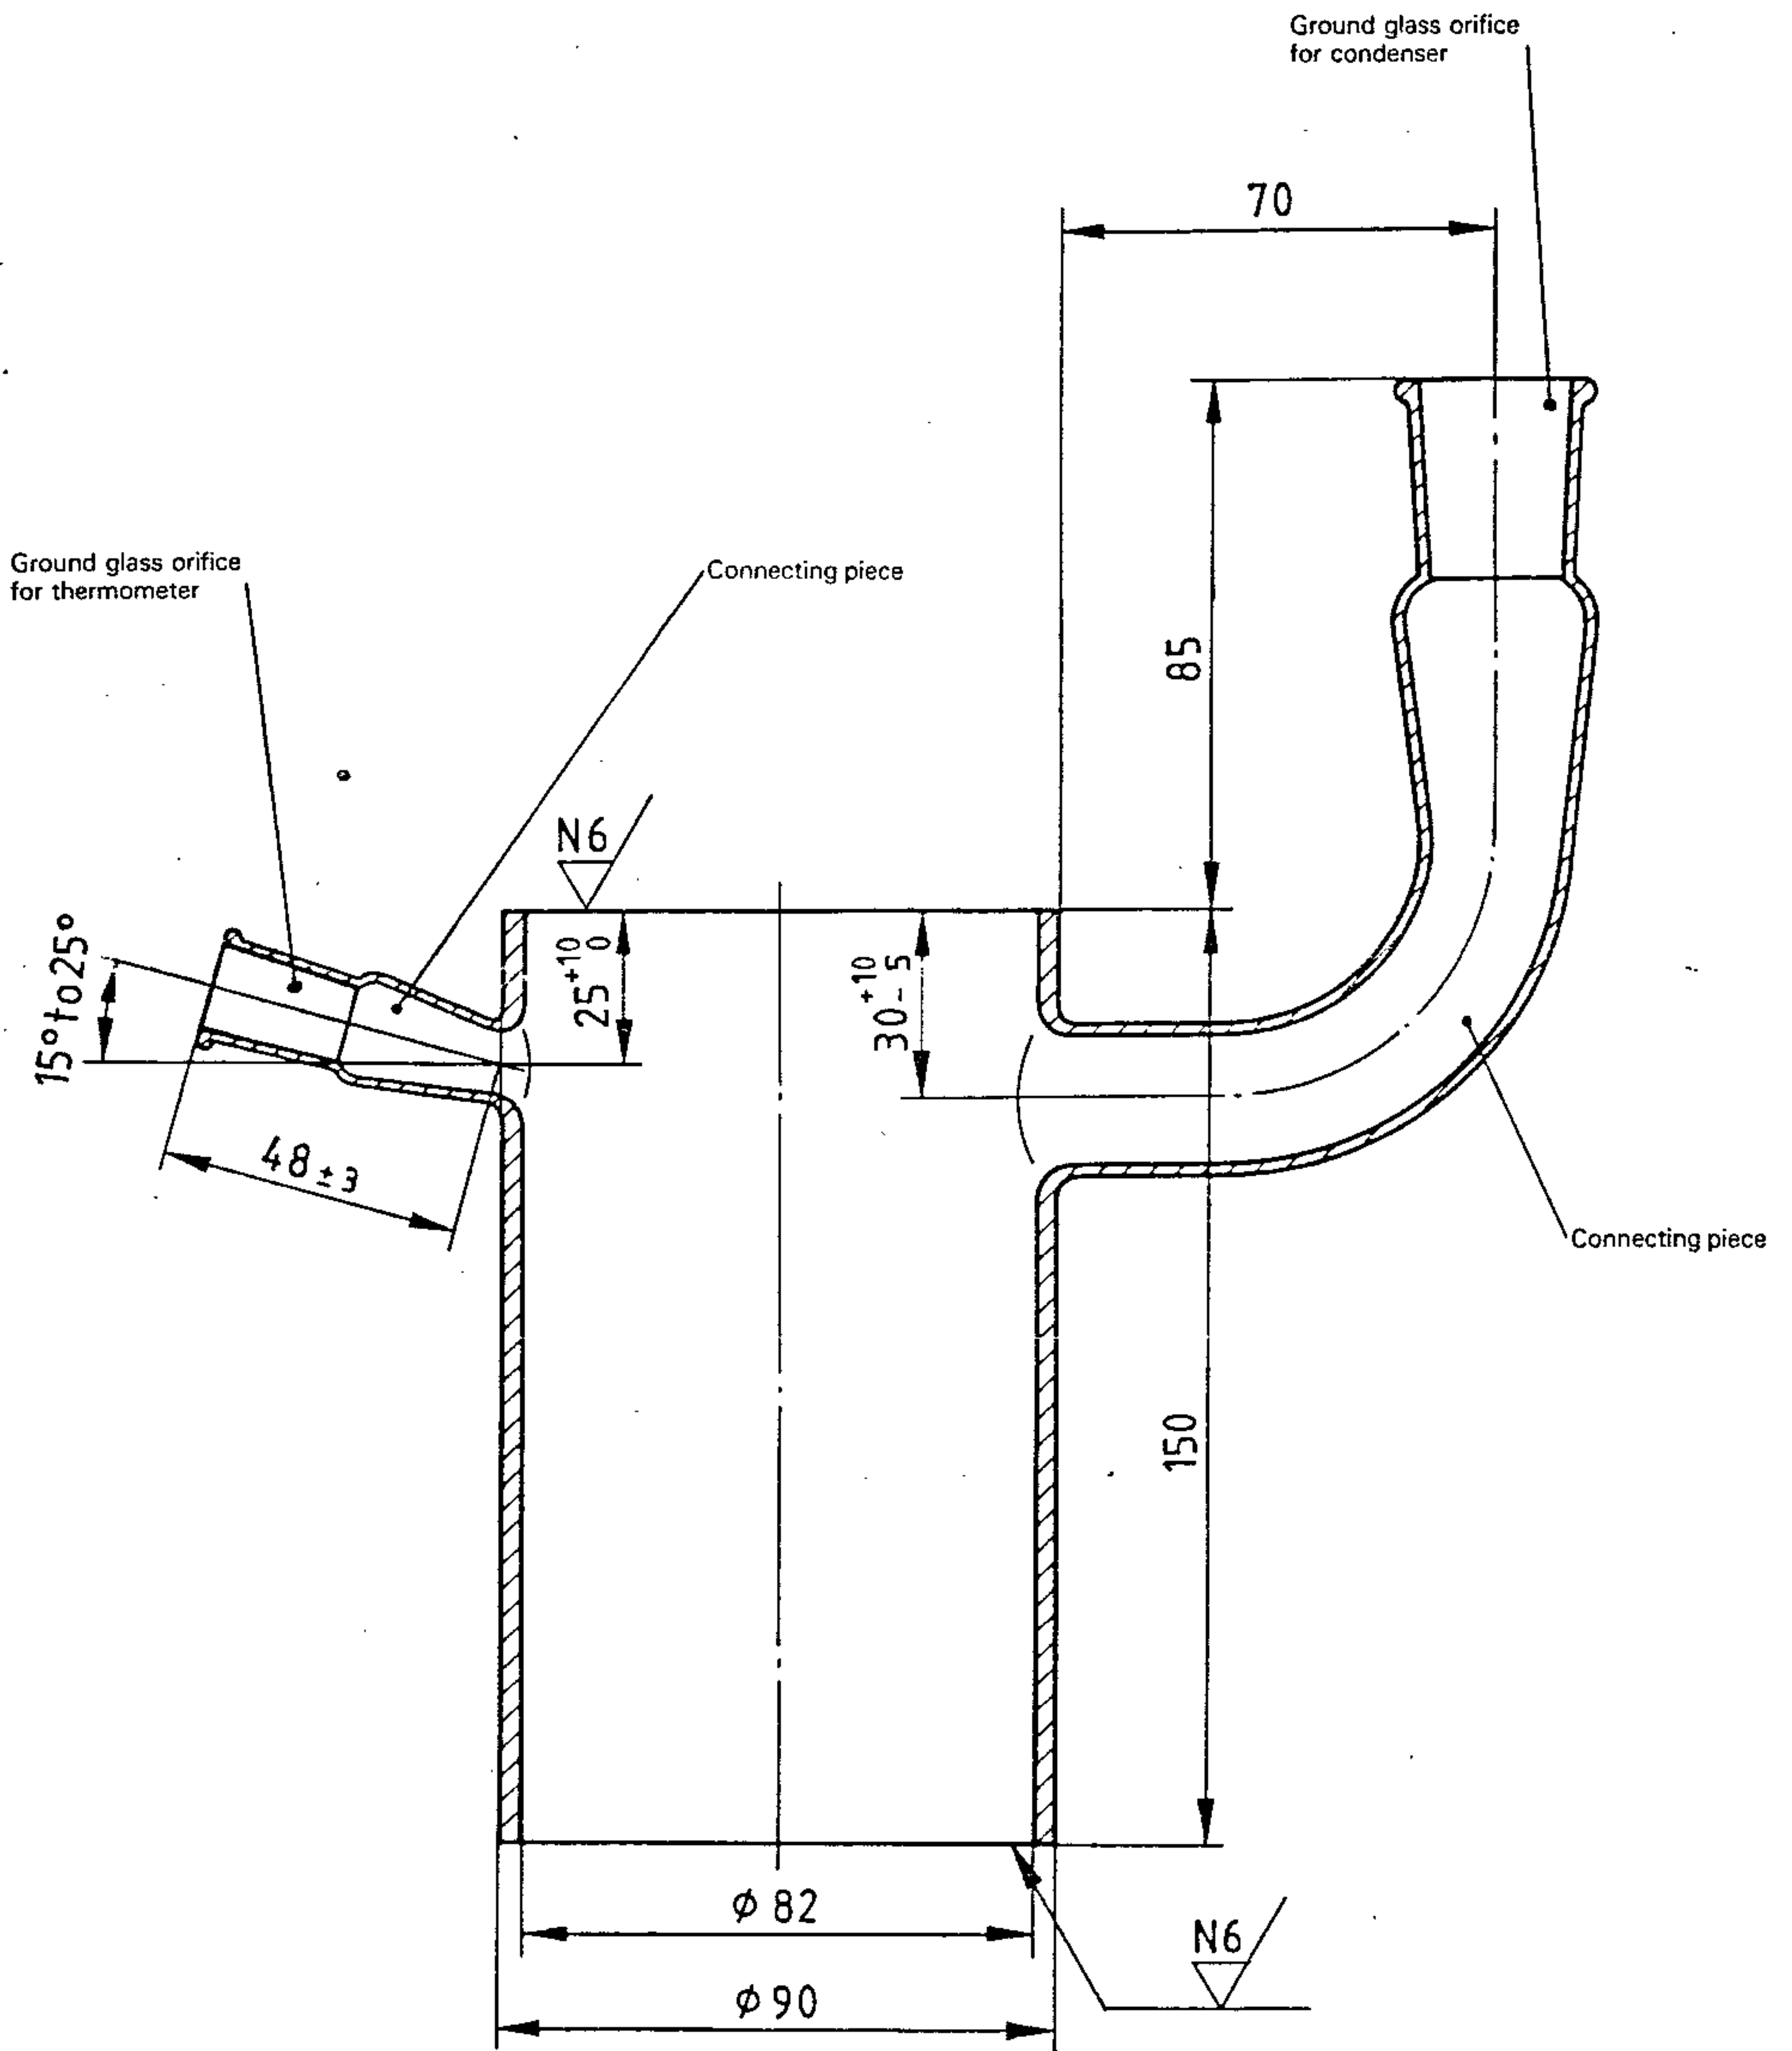 Ground glass orifice
for condenser
70
85
Ground glass orifice
for thermometer
Connecting piece
N6
15° to 25°
25 +10 0
30 +10 -5
48 ± 3
Connecting piece
150
ϕ 82
N6
ϕ 90